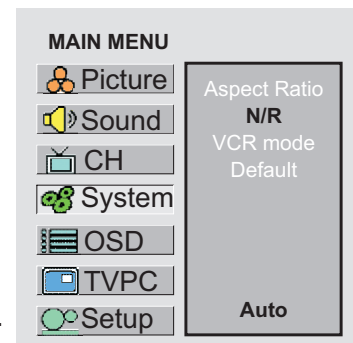 MAIN MENU
Picture
Sound
CH
System
OSD
TVPC
Setup
Aspect Ratio
N/R
VCR mode
Default
Auto